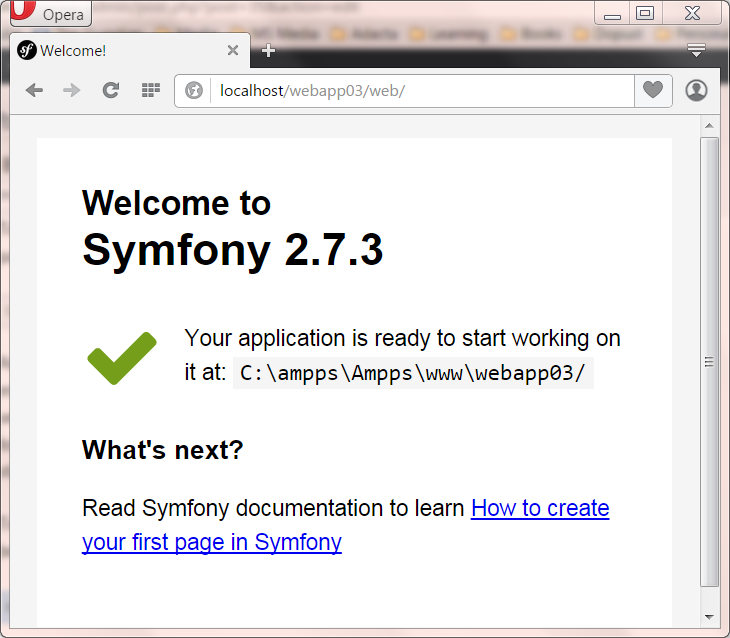 Opera
Welcome!
localhost/webapp03/web/
Welcome to
Symfony 2.7.3
Your application is ready to start working on
it at: C:\ampps\Ampps\www\webapp03/
What's next?
Read Symfony documentation to learn How to create
your first page in Symfony